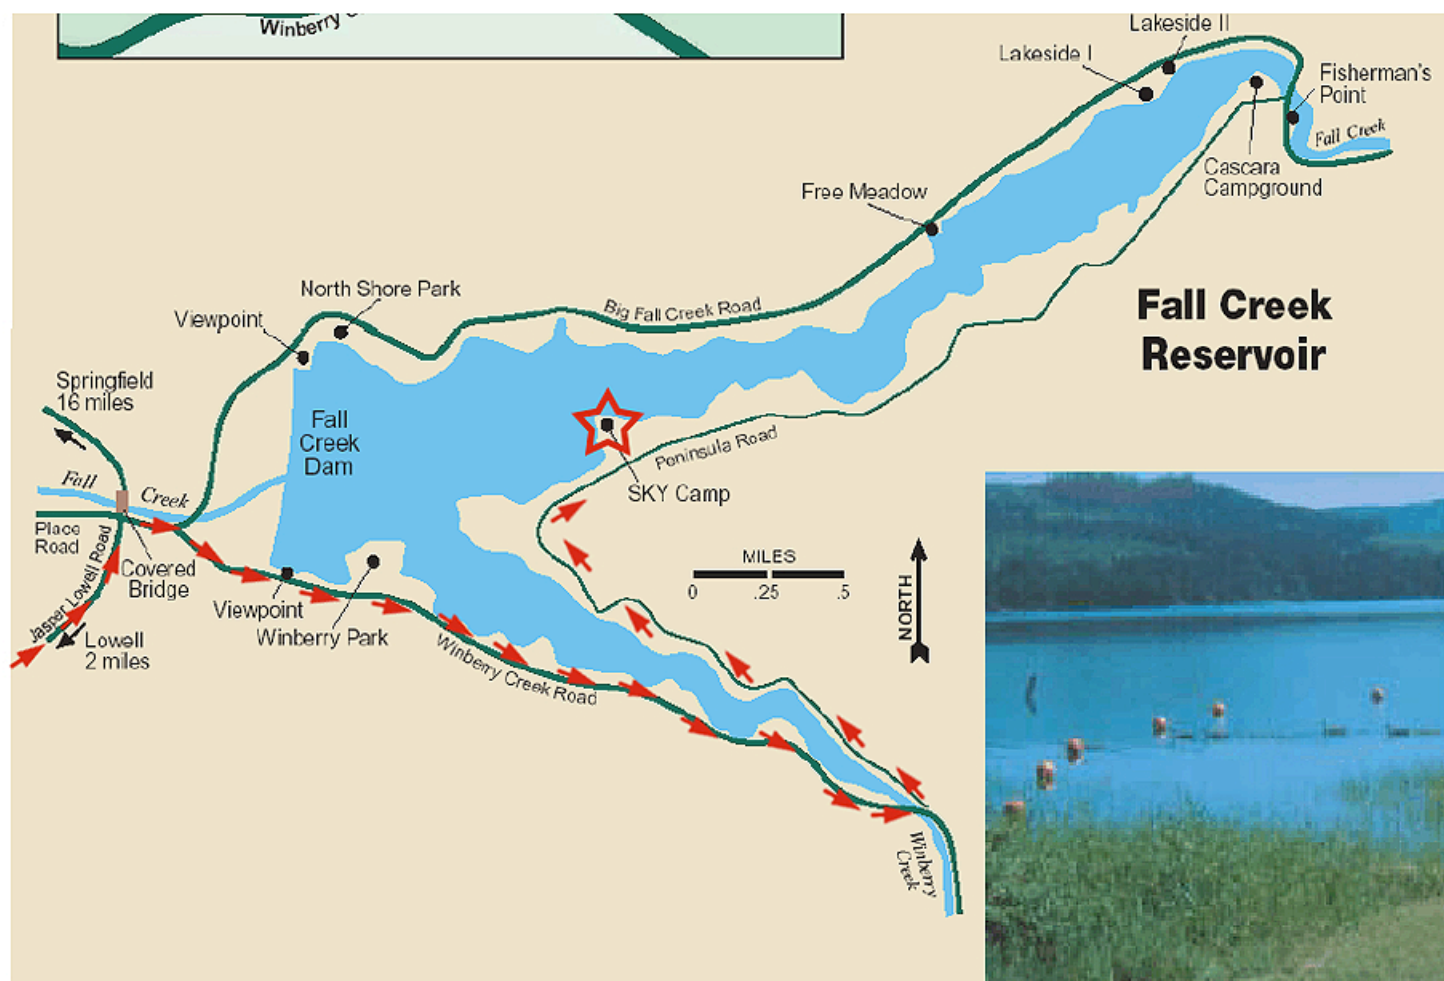 Winberry
Lakeside II
Lakeside I
Fisherman's
Point
Fall Creek
Cascara
Campground
Free Meadow
North Shore Park
Viewpoint
Big Fall Creek Road
Fall Creek
Reservoir
Springfield
16 miles
Fall
Creek
Dam
Peninsula Road
SKY Camp
Fall Creek
Place
Road
Jasper Lowell Road
Covered
Bridge
Viewpoint
Winberry Park
Lowell
2 miles
MILES
0 .25 .5
NORTH
Winberry Creek Road
Winberry
Creek